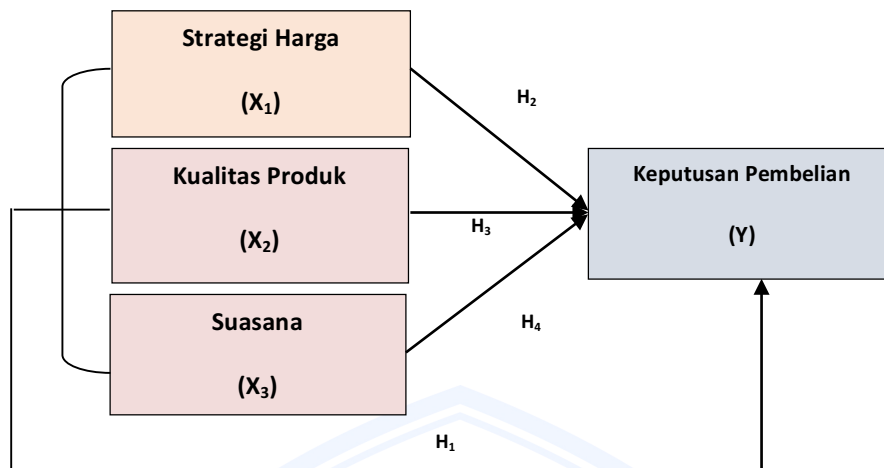 Strategi Harga
(X₁)
H₂
Kualitas Produk
(X₂)
H₃
Keputusan Pembelian
(Y)
Suasana
(X₃)
H₄
H₁